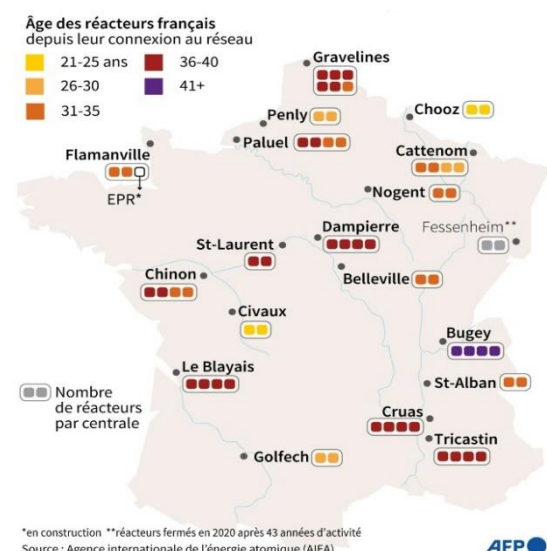 Âge des réacteurs français
depuis leur connexion au réseau
21-25 ans
26-30
31-35
36-40
41+
Gravelines
Penly
Chooz
Paluel
Cattenom
Flamanville
EPR*
Nogent
Fessenheim**
Dampierre
St-Laurent
Belleville
Chinon
Civaux
Bugey
Le Blayais
St-Alban
Nombre
de réacteurs
par centrale
Cruas
Tricastin
Golfech
*en construction **réacteurs fermés en 2020 après 43 années d'activité
Source : Agence internationale de l'énergie atomique (AIEA)
AFP